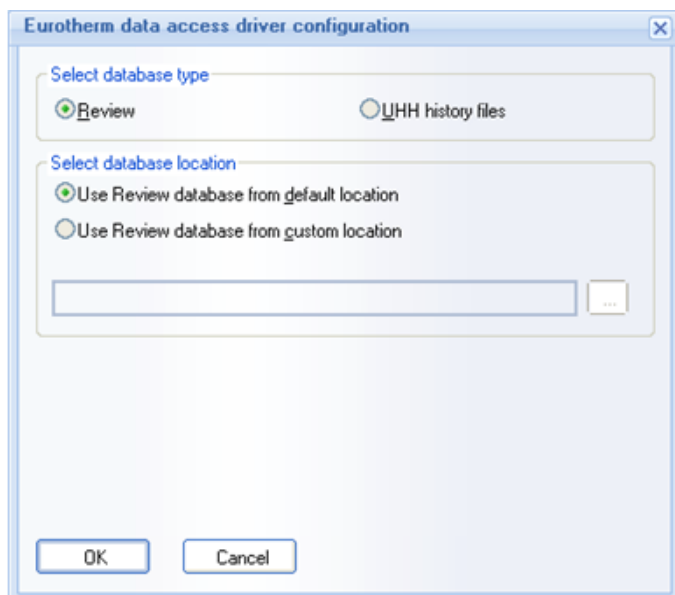 Eurotherm data access driver configuration
Select database type
Review
UHH history files
Select database location
Use Review database from default location
Use Review database from custom location
...
OK
Cancel